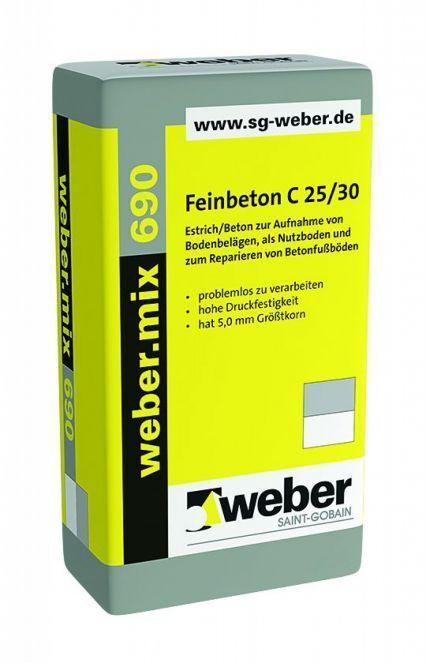 www.sg-weber.de
weber.mix 690
weber.mix 690
Feinbeton C 25/30
Estrich/Beton zur Aufnahme von
Bodenbelägen, als Nutzboden und
zum Reparieren von Betonfußböden
• problemlos zu verarbeiten
• hohe Druckfestigkeit
• hat 5,0 mm Größtkorn
weber
SAINT-GOBAIN